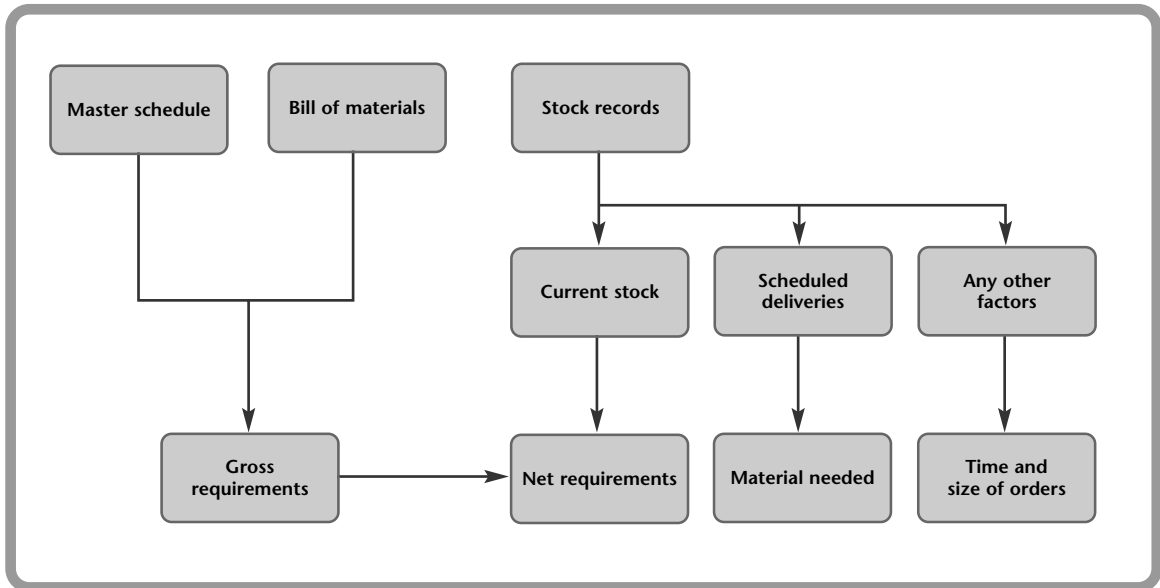 Master schedule
Bill of materials
Stock records
Current stock
Scheduled
deliveries
Any other
factors
Gross
requirements
Net requirements
Material needed
Time and
size of orders